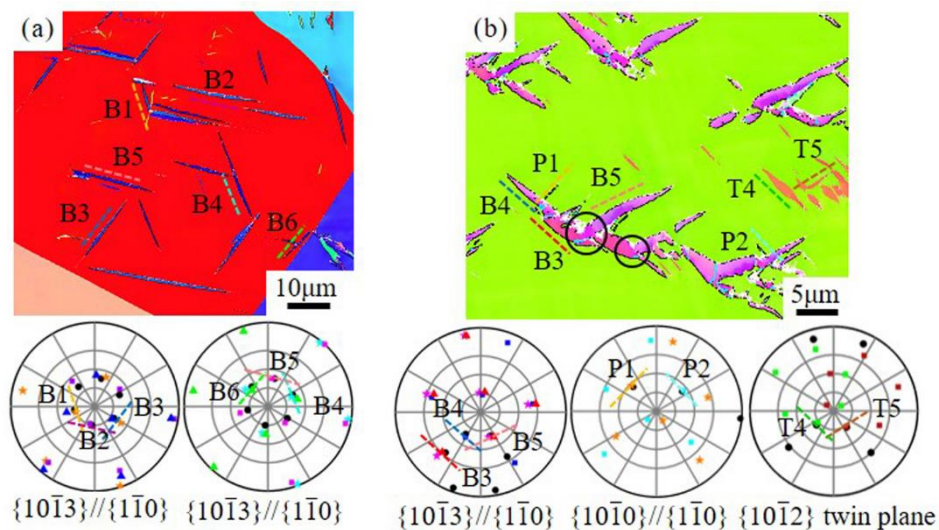 (a)
B2
B1
B5
B4
B3
B6
10μm
(b)
P1
B5
T5
T4
B4
B3
P2
5μm
B1
B3
B2
B5
B6
B4
B4
B5
B3
P1
P2
T4
T5
{101̄3}//{11̄0}
{101̄3}//{11̄0}
{101̄3}//{11̄0}
{101̄0}//{11̄0}
{101̄2} twin plane